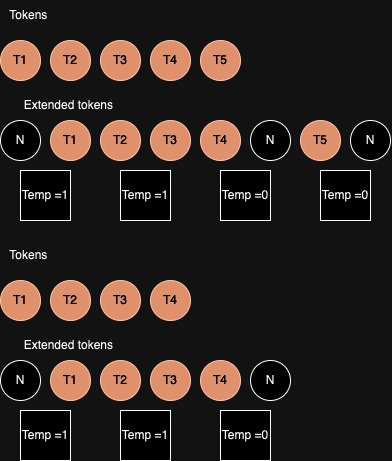 Tokens
T1 T2 T3 T4 T5
Extended tokens
N T1 T2 T3 T4 N T5 N
Temp =1 Temp =1 Temp =0 Temp =0
Tokens
T1 T2 T3 T4
Extended tokens
N T1 T2 T3 T4 N
Temp =1 Temp =1 Temp =0